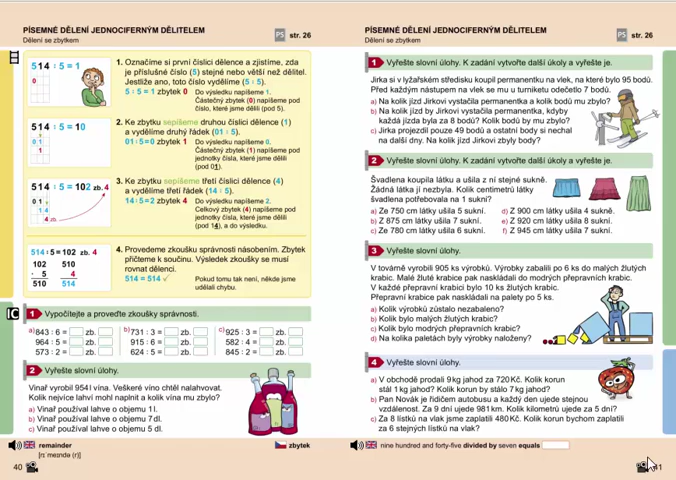 PÍSEMNÉ DĚLENÍ JEDNOCIFERNÝM DĚLITELEM
Dělení se zbytkem
PS str. 26
514 : 5 = 1
0
1. Označíme si první číslici dělence a zjistíme, zda
je příslušné číslo (5) stejné nebo větší než dělitel.
Jestliže ano, toto číslo vydělíme (5 : 5).
5 : 5 = 1 zbytek 0 Do výsledku napíšeme 1.
Částečný zbytek (0) napíšeme pod
číslo, které jsme dělili (pod 5).
514 : 5 = 10
0 1
1
2. Ke zbytku sepíšeme druhou číslici dělence (1)
a vydělíme druhý řádek (01 : 5).
01 : 5 = 0 zbytek 1 Do výsledku napíšeme 0.
Částečný zbytek (1) napíšeme pod
jednotky čísla, které jsme dělili
(pod 01).
514 : 5 = 102 zb. 4
0 1
1 4
4 zb.
3. Ke zbytku sepíšeme třetí číslici dělence (4)
a vydělíme třetí řádek (14 : 5).
14 : 5 = 2 zbytek 4 Do výsledku napíšeme 2.
Celkový zbytek (4) napíšeme pod
jednotky čísla, které jsme dělili
(pod 14), a do výsledku.
514 : 5 = 102 zb. 4
102 510
· 5 4
510 514
4. Provedeme zkoušku správnosti násobením. Zbytek
přičteme k součinu. Výsledek zkoušky se musí
rovnat dělenci.
514 = 514 ✓ Pokud tomu tak není, někde jsme
udělali chybu.
1 Vypočítejte a proveďte zkoušky správnosti.
a) 843 : 6 = zb. b) 731 : 3 = zb. c) 925 : 3 = zb.
964 : 5 = zb. 915 : 6 = zb. 582 : 4 = zb.
573 : 2 = zb. 624 : 5 = zb. 845 : 2 = zb.
2 Vyřešte slovní úlohy.
Vinař vyrobil 954 l vína. Veškeré víno chtěl nalahvovat.
Kolik nejvíce lahví mohl naplnit a kolik vína mu zbylo?
a) Vinař používal lahve o objemu 1 l.
b) Vinař používal lahve o objemu 7 dl.
c) Vinař používal lahve o objemu 5 dl.
remainder
zbytek
40
PÍSEMNÉ DĚLENÍ JEDNOCIFERNÝM DĚLITELEM
Dělení se zbytkem
PS str. 26
1 Vyřešte slovní úlohy. K zadání vytvořte další úkoly a vyřešte je.
Jirka si v lyžařském středisku koupil permanentku na vlek, na které bylo 95 bodů.
Před každým nástupem na vlek se mu u turniketu odečetlo 7 bodů.
a) Na kolik jízd Jirkovi vystačila permanentka a kolik bodů mu zbylo?
b) Na kolik jízd by Jirkovi vystačila permanentka, kdyby
každá jízda byla za 8 bodů? Kolik bodů by mu zbylo?
c) Jirka projezdil pouze 49 bodů a ostatní body si nechal
na další dny. Na kolik jízd Jirkovi zbyly body?
2 Vyřešte slovní úlohy. K zadání vytvořte další úkoly a vyřešte je.
Švadlena koupila látku a ušila z ní stejné sukně.
Žádná látka jí nezbyla. Kolik centimetrů látky
švadlena potřebovala na 1 sukni?
a) Ze 750 cm látky ušila 5 sukní. d) Z 900 cm látky ušila 4 sukně.
b) Z 875 cm látky ušila 7 sukní. e) Z 920 cm látky ušila 8 sukní.
c) Ze 780 cm látky ušila 6 sukní. f) Z 945 cm látky ušila 7 sukní.
3 Vyřešte slovní úlohy.
V továrně vyrobili 905 ks výrobků. Výrobky zabalili po 6 ks do malých žlutých
krabic. Malé žluté krabice pak naskládali do modrých přepravních krabic.
V každé přepravní krabici bylo 10 ks žlutých krabic.
Přepravní krabice pak naskládali na palety po 5 ks.
a) Kolik výrobků zůstalo nezabaleno?
b) Kolik bylo malých žlutých krabic?
c) Kolik bylo modrých přepravních krabic?
d) Na kolika paletách byly výrobky naloženy?
4 Vyřešte slovní úlohy.
a) V obchodě prodali 9 kg jahod za 720 Kč. Kolik korun
stál 1 kg jahod? Kolik korun by stálo 7 kg jahod?
b) Pan Novák je řidičem autobusu a každý den ujede stejnou
vzdálenost. Za 9 dní ujede 981 km. Kolik kilometrů ujede za 5 dní?
c) Za 8 lístků na vlak jsme zaplatili 480 Kč. Kolik korun bychom zaplatili
za 6 stejných lístků na vlak?
nine hundred and forty-five divided by seven equals